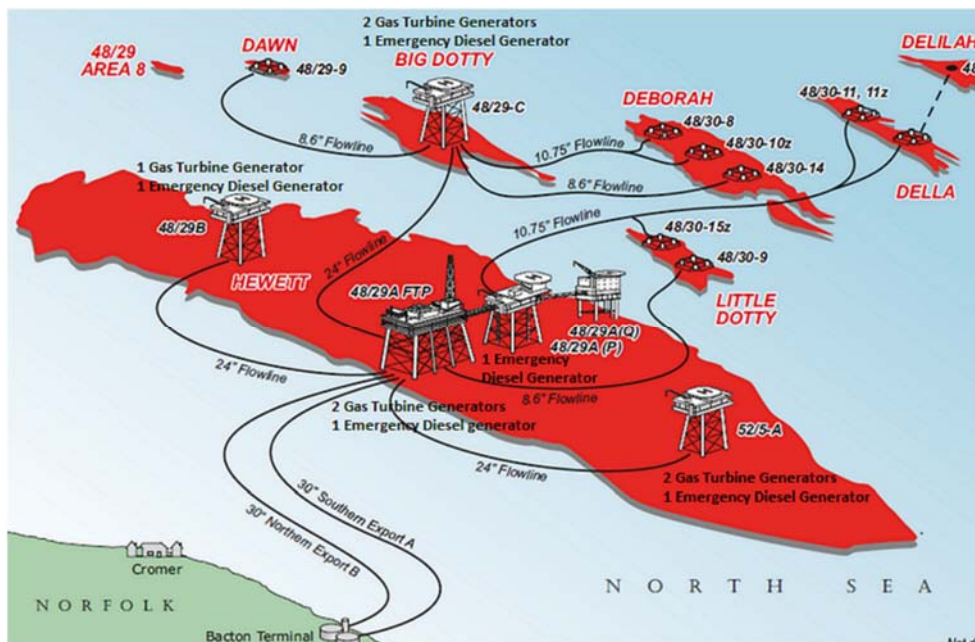 2 Gas Turbine Generators
1 Emergency Diesel Generator
48/29
AREA 8
DAWN
48/29-9
BIG DOTTY
48/29-C
DELILAH
48
48/30-11, 11z
DEBORAH
48/30-8
48/30-10z
48/30-14
DELLA
8.6" Flowline
10.75" Flowline
8.6" Flowline
1 Gas Turbine Generator
1 Emergency Diesel Generator
48/29B
HEWETT
24" Flowline
10.75" Flowline
48/30-15z
48/30-9
LITTLE
DOTTY
48/29A FTP
48/29A (Q)
48/29A (P)
1 Emergency
Diesel Generator
24" Flowline
8.6" Flowline
2 Gas Turbine Generators
1 Emergency Diesel generator
52/5-A
24" Flowline
2 Gas Turbine Generators
1 Emergency Diesel Generator
30" Southern Export A
30" Northern Export B
Cromer
NORFOLK
NORTH SEA
Bacton Terminal